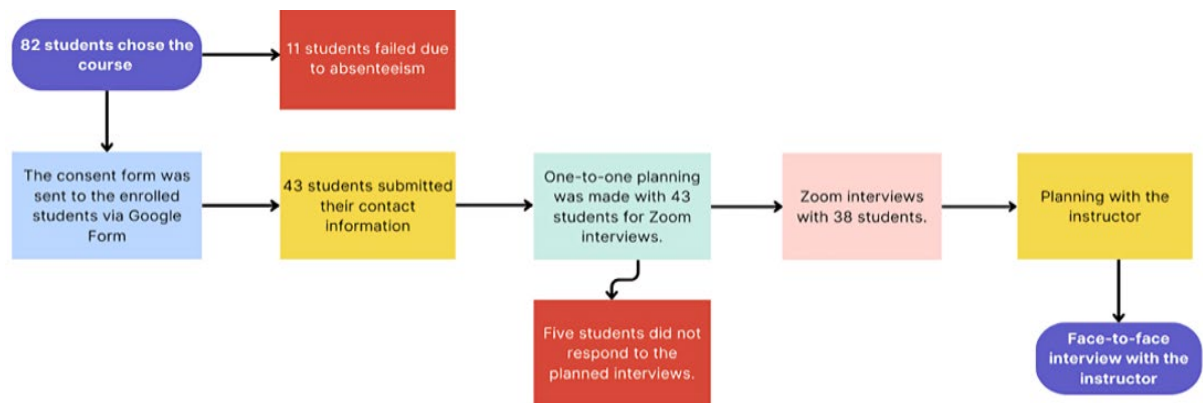 82 students chose the
course
11 students failed due
to absenteeism
The consent form was
sent to the enrolled
students via Google
Form
43 students submitted
their contact
information
One-to-one planning
was made with 43
students for Zoom
interviews.
Zoom interviews
with 38 students.
Planning with the
instructor
Five students did not
respond to the
planned interviews.
Face-to-face
interview with the
instructor